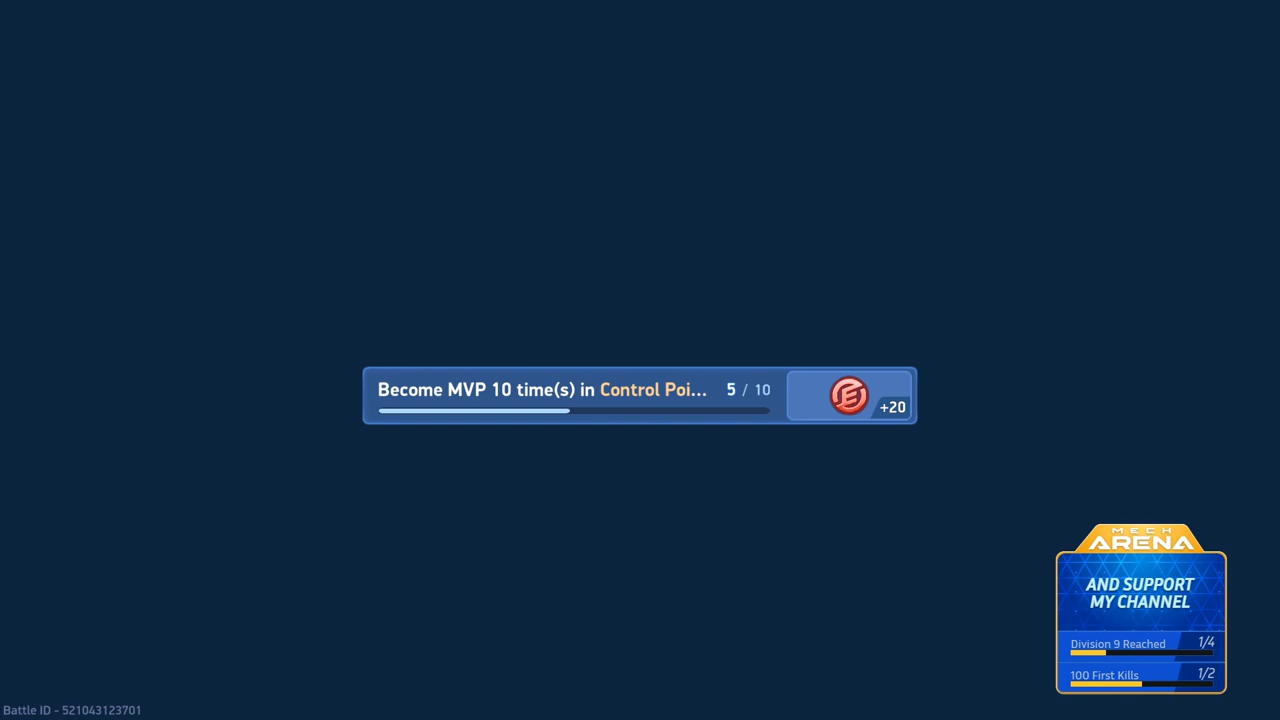 Become MVP 10 time(s) in Control Poi... 5 / 10
+20
MECH
ARENA
AND SUPPORT
MY CHANNEL
Division 9 Reached 1/4
100 First Kills 1/2
Battle ID - 521043123701